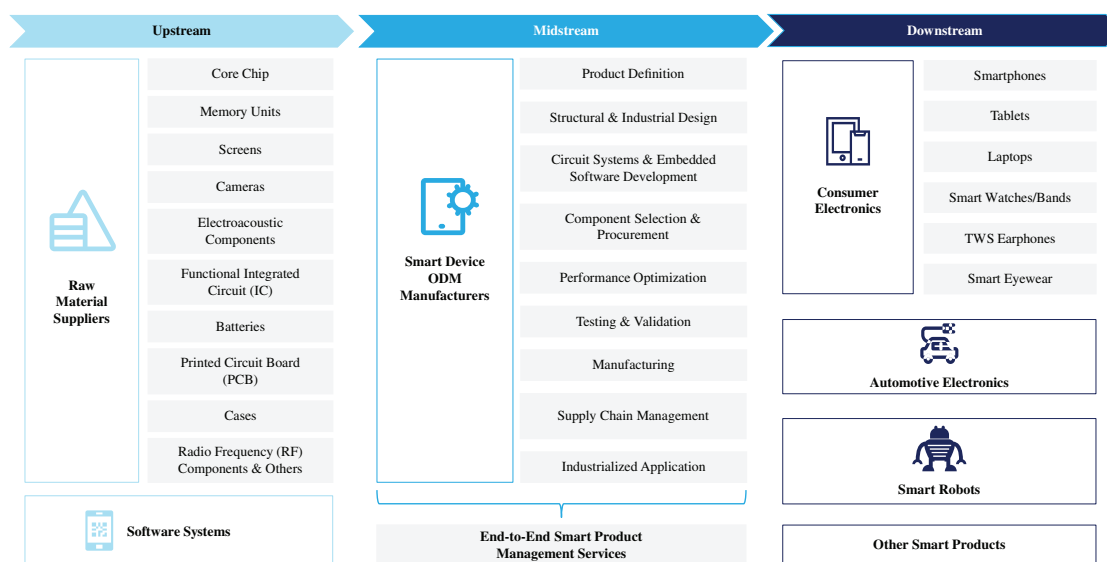 Upstream
Midstream
Downstream
Raw
Material
Suppliers
Core Chip
Memory Units
Screens
Cameras
Electroacoustic
Components
Functional Integrated
Circuit (IC)
Batteries
Printed Circuit Board
(PCB)
Cases
Radio Frequency (RF)
Components & Others
Software Systems
Smart Device
ODM
Manufacturers
Product Definition
Structural & Industrial Design
Circuit Systems & Embedded
Software Development
Component Selection &
Procurement
Performance Optimization
Testing & Validation
Manufacturing
Supply Chain Management
Industrialized Application
End-to-End Smart Product
Management Services
Consumer
Electronics
Smartphones
Tablets
Laptops
Smart Watches/Bands
TWS Earphones
Smart Eyewear
Automotive Electronics
Smart Robots
Other Smart Products